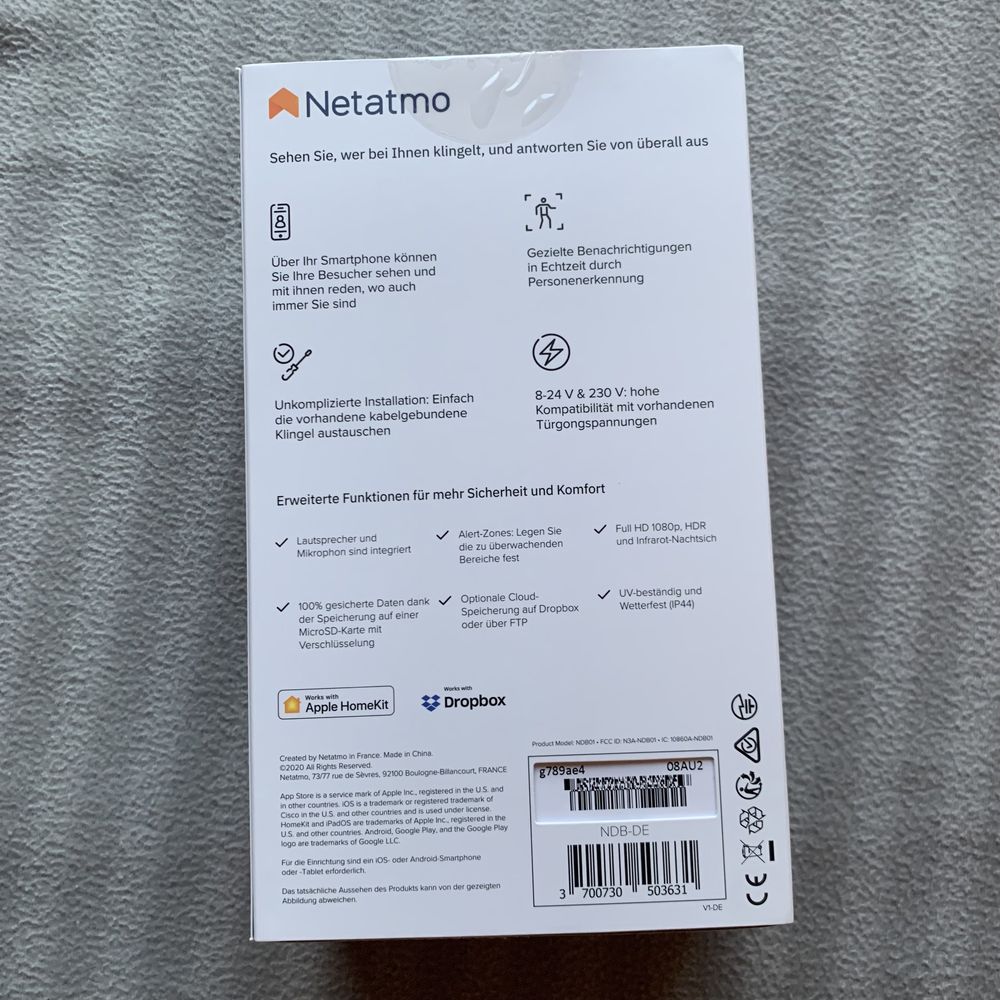 Netatmo
Sehen Sie, wer bei Ihnen klingelt, und antworten Sie von überall aus
Über Ihr Smartphone können
Sie Ihre Besucher sehen und
mit ihnen reden, wo auch
immer Sie sind
Gezielte Benachrichtigungen
in Echtzeit durch
Personenerkennung
Unkomplizierte Installation: Einfach
die vorhandene kabelgebundene
Klingel austauschen
8-24 V & 230 V: hohe
Kompatibilität mit vorhandenen
Türgongspannungen
Erweiterte Funktionen für mehr Sicherheit und Komfort
Lautsprecher und
Mikrophon sind integriert
Alert-Zones: Legen Sie
die zu überwachenden
Bereiche fest
Full HD 1080p, HDR
und Infrarot-Nachtsich
100% gesicherte Daten dank
der Speicherung auf einer
MicroSD-Karte mit
Verschlüsselung
Optionale Cloud-
Speicherung auf Dropbox
oder über FTP
UV-beständig und
Wetterfest (IP44)
Works with
Apple HomeKit
Works with
Dropbox
Created by Netatmo in France. Made in China.
©2020 All Rights Reserved.
Netatmo, 73/77 rue de Sèvres, 92100 Boulogne-Billancourt, FRANCE
App Store is a service mark of Apple Inc., registered in the U.S. and
in other countries. iOS is a trademark or registered trademark of
Cisco in the U.S. and other countries and is used under license.
HomeKit and iPadOS are trademarks of Apple Inc., registered in the
U.S. and other countries. Android, Google Play, and the Google Play
logo are trademarks of Google LLC.
Für die Einrichtung sind ein iOS- oder Android-Smartphone
oder -Tablet erforderlich.
Das tatsächliche Aussehen des Produkts kann von der gezeigten
Abbildung abweichen.
Product Model: NDB01 • FCC ID: N3A-NDB01 • IC: 10860A-NDB01
g789ae4 08AU2
NDB-DE
3 700730 503631
V1-DE
CE